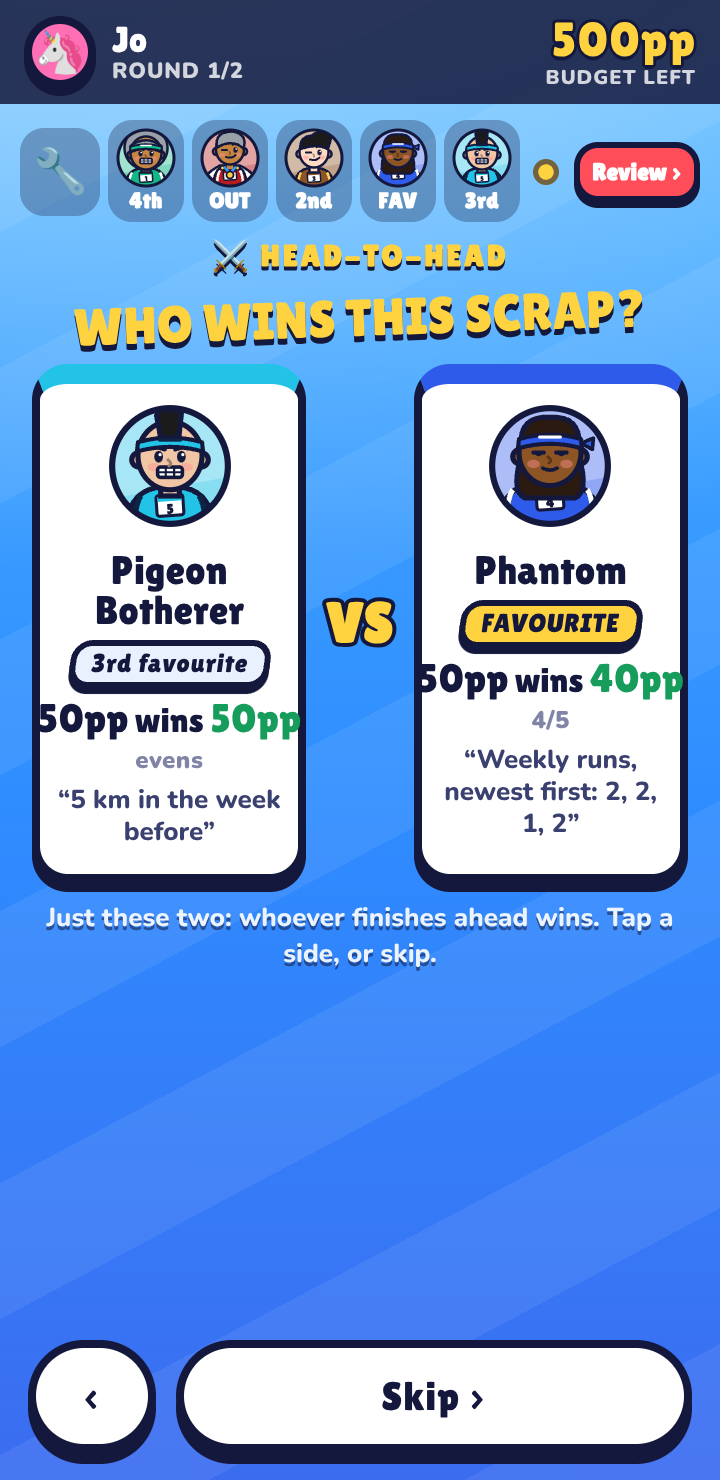 Jo
ROUND 1/2
500pp
BUDGET LEFT
4th
OUT
2nd
FAV
3rd
Review ›
HEAD-TO-HEAD
WHO WINS THIS SCRAP?
5
Pigeon
Botherer
3rd favourite
50pp wins 50pp
evens
“5 km in the week
before”
VS
4
Phantom
FAVOURITE
50pp wins 40pp
4/5
“Weekly runs,
newest first: 2, 2,
1, 2”
Just these two: whoever finishes ahead wins. Tap a
side, or skip.
‹
Skip ›